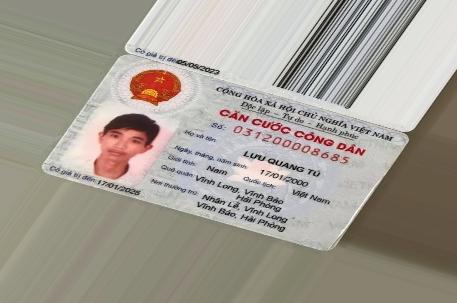 Có giá trị đến: 05/05/2023
CỘNG HÒA XÃ HỘI CHỦ NGHĨA VIỆT NAM
Độc lập - Tự do - Hạnh phúc
CĂN CƯỚC CÔNG DÂN
Số: 031200008685
Họ và tên:
LƯU QUANG TÚ
Ngày, tháng, năm sinh: 17/01/2000
Giới tính: Nam Quốc tịch: Việt Nam
Quê quán: Vĩnh Long, Vĩnh Bảo
Hải Phòng
Nơi thường trú:
Nhân Lễ, Vĩnh Long
Vĩnh Bảo, Hải Phòng
Có giá trị đến: 17/01/2025